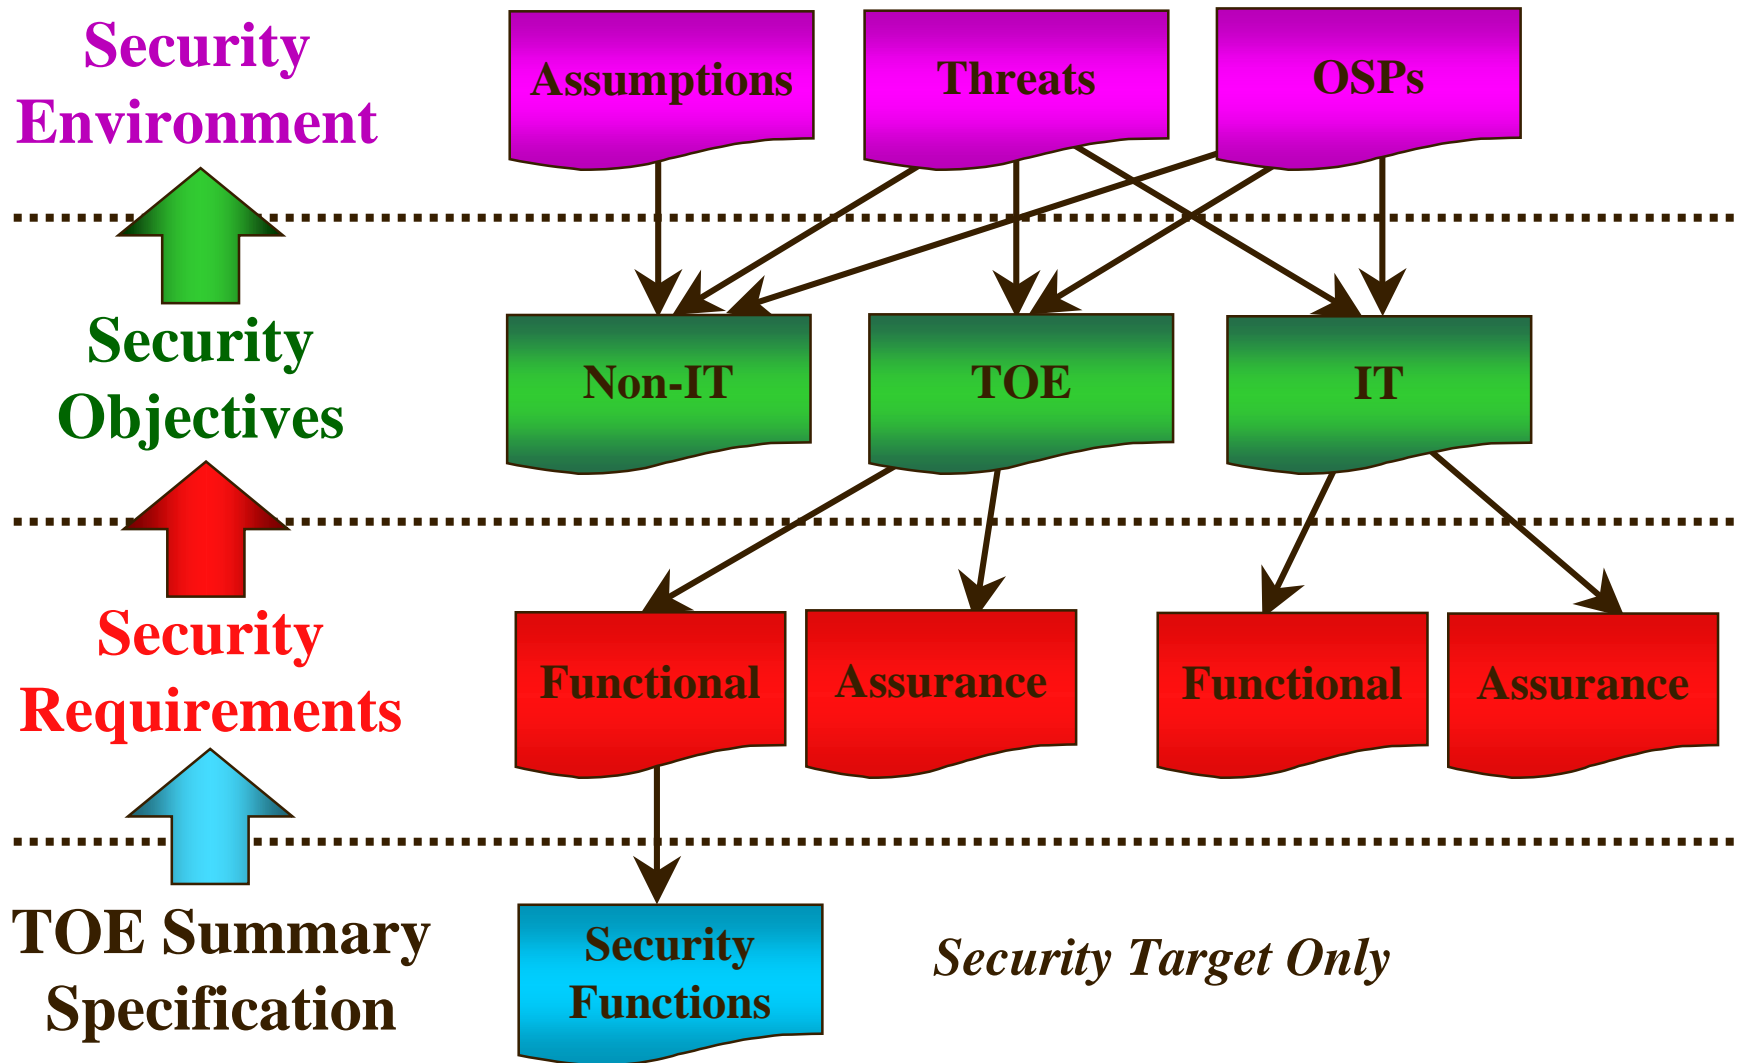 Security
Environment
Assumptions
Threats
OSPs
Security
Objectives
Non-IT
TOE
IT
Security
Requirements
Functional
Assurance
Functional
Assurance
TOE Summary
Specification
Security
Functions
Security Target Only